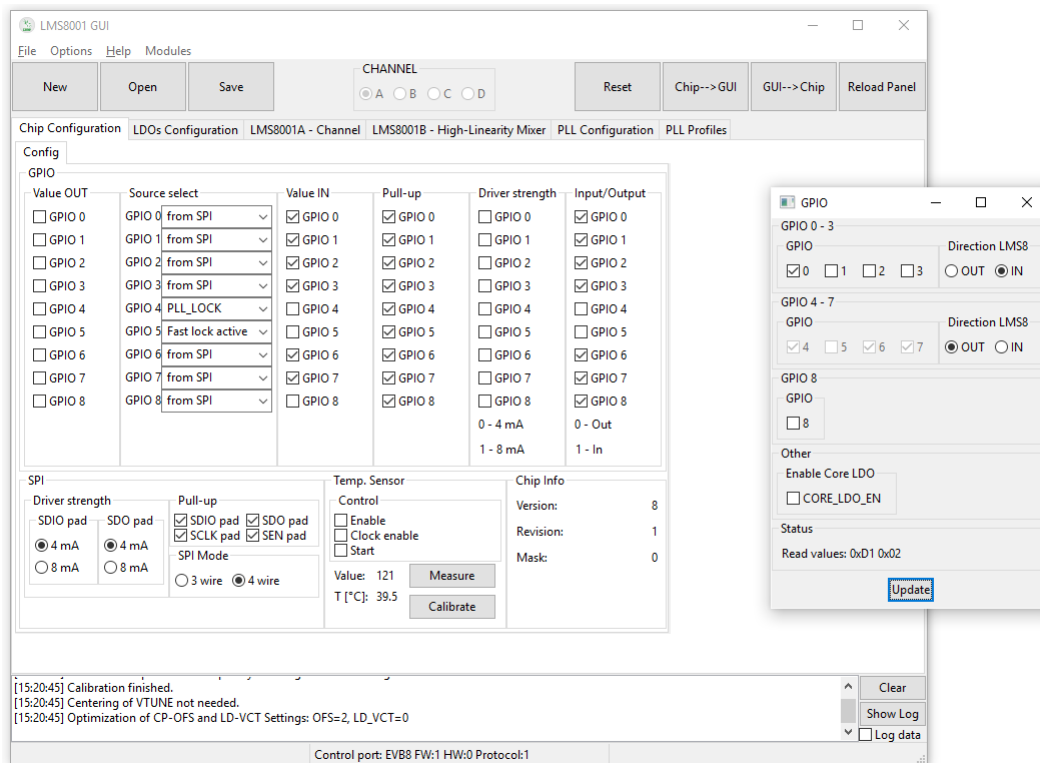 LMS8001 GUI
File Options Help Modules
New Open Save CHANNEL A B C D Reset Chip-->GUI GUI-->Chip Reload Panel
Chip Configuration LDOs Configuration LMS8001A - Channel LMS8001B - High-Linearity Mixer PLL Configuration PLL Profiles
Config
GPIO
Value OUT Source select Value IN Pull-up Driver strength Input/Output
GPIO 0 GPIO 0 from SPI GPIO 0 GPIO 0 GPIO 0 GPIO 0
GPIO 1 GPIO 1 from SPI GPIO 1 GPIO 1 GPIO 1 GPIO 1
GPIO 2 GPIO 2 from SPI GPIO 2 GPIO 2 GPIO 2 GPIO 2
GPIO 3 GPIO 3 from SPI GPIO 3 GPIO 3 GPIO 3 GPIO 3
GPIO 4 GPIO 4 PLL_LOCK GPIO 4 GPIO 4 GPIO 4 GPIO 4
GPIO 5 GPIO 5 Fast lock active GPIO 5 GPIO 5 GPIO 5 GPIO 5
GPIO 6 GPIO 6 from SPI GPIO 6 GPIO 6 GPIO 6 GPIO 6
GPIO 7 GPIO 7 from SPI GPIO 7 GPIO 7 GPIO 7 GPIO 7
GPIO 8 GPIO 8 from SPI GPIO 8 GPIO 8 GPIO 8 GPIO 8
0 - 4 mA 0 - Out
1 - 8 mA 1 - In
SPI
Driver strength
SDIO pad SDO pad
4 mA 4 mA
8 mA 8 mA
Pull-up
SDIO pad SDO pad
SCLK pad SEN pad
SPI Mode
3 wire 4 wire
Temp. Sensor
Control
Enable
Clock enable
Start
Value: 121 Measure
T [°C]: 39.5 Calibrate
Chip Info
Version: 8
Revision: 1
Mask: 0
[15:20:45] Calibration finished.
[15:20:45] Centering of VTUNE not needed.
[15:20:45] Optimization of CP-OFS and LD-VCT Settings: OFS=2, LD_VCT=0
Clear
Show Log
Log data
Control port: EVB8 FW:1 HW:0 Protocol:1
GPIO
GPIO 0 - 3
GPIO Direction LMS8
0 1 2 3 OUT IN
GPIO 4 - 7
GPIO Direction LMS8
4 5 6 7 OUT IN
GPIO 8
GPIO
8
Other
Enable Core LDO
CORE_LDO_EN
Status
Read values: 0xD1 0x02
Update